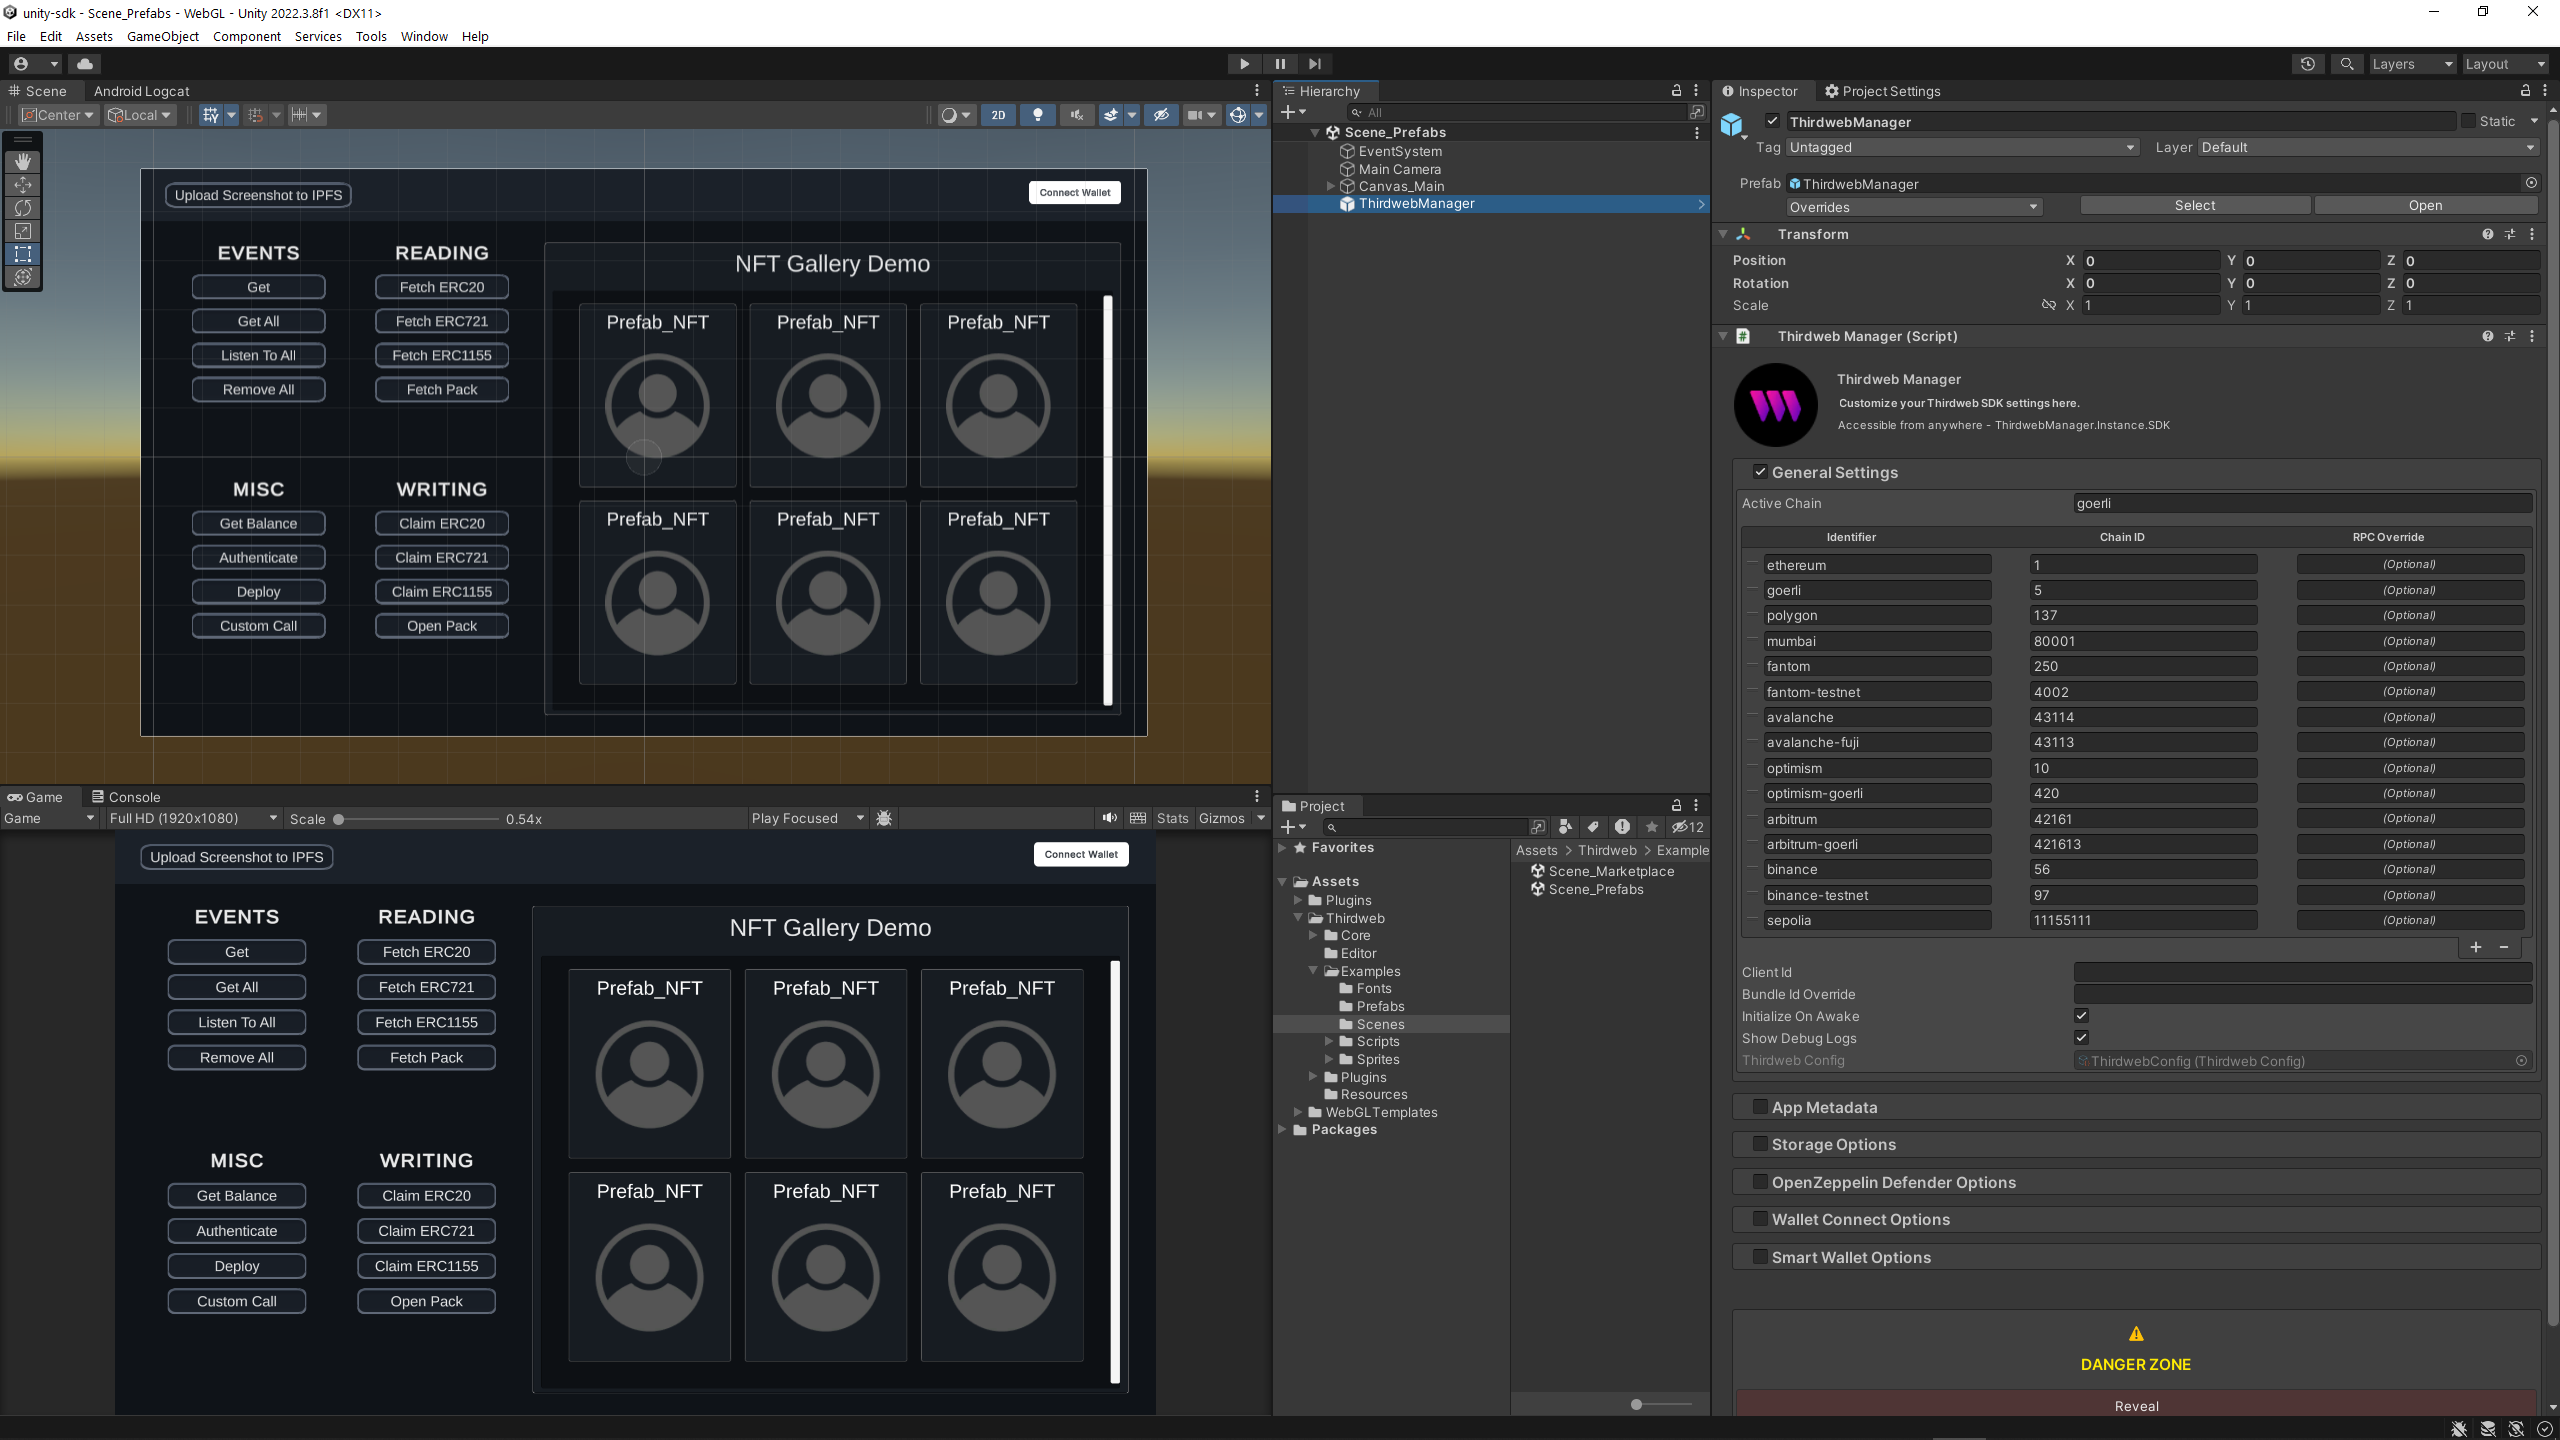 unity-sdk - Scene_Prefabs - WebGL - Unity 2022.3.8f1 <DX11>
File Edit Assets GameObject Component Services Tools Window Help
Layers Layout
Scene Android Logcat
Center Local 2D
Upload Screenshot to IPFS Connect Wallet
EVENTS READING
NFT Gallery Demo
Get Fetch ERC20
Get All Fetch ERC721
Listen To All Fetch ERC1155
Remove All Fetch Pack
Prefab_NFT Prefab_NFT Prefab_NFT
MISC WRITING
Get Balance Claim ERC20
Authenticate Claim ERC721
Deploy Claim ERC1155
Custom Call Open Pack
Prefab_NFT Prefab_NFT Prefab_NFT
Game Console
Game Full HD (1920x1080) Scale 0.54x Play Focused Stats Gizmos
Upload Screenshot to IPFS Connect Wallet
EVENTS READING
NFT Gallery Demo
Get Fetch ERC20
Get All Fetch ERC721
Listen To All Fetch ERC1155
Remove All Fetch Pack
Prefab_NFT Prefab_NFT Prefab_NFT
MISC WRITING
Get Balance Claim ERC20
Authenticate Claim ERC721
Deploy Claim ERC1155
Custom Call Open Pack
Prefab_NFT Prefab_NFT Prefab_NFT
Hierarchy
All
Scene_Prefabs
EventSystem
Main Camera
Canvas_Main
ThirdwebManager
Project
12
Favorites
Assets
Plugins
Thirdweb
Core
Editor
Examples
Fonts
Prefabs
Scenes
Scripts
Sprites
Plugins
Resources
WebGLTemplates
Packages
Assets > Thirdweb > Example
Scene_Marketplace
Scene_Prefabs
Inspector Project Settings
ThirdwebManager Static
Tag Untagged Layer Default
Prefab ThirdwebManager
Overrides Select Open
Transform
Position X 0 Y 0 Z 0
Rotation X 0 Y 0 Z 0
Scale X 1 Y 1 Z 1
Thirdweb Manager (Script)
Thirdweb Manager
Customize your Thirdweb SDK settings here.
Accessible from anywhere - ThirdwebManager.Instance.SDK
General Settings
Active Chain goerli
Identifier Chain ID RPC Override
ethereum 1 (Optional)
goerli 5 (Optional)
polygon 137 (Optional)
mumbai 80001 (Optional)
fantom 250 (Optional)
fantom-testnet 4002 (Optional)
avalanche 43114 (Optional)
avalanche-fuji 43113 (Optional)
optimism 10 (Optional)
optimism-goerli 420 (Optional)
arbitrum 42161 (Optional)
arbitrum-goerli 421613 (Optional)
binance 56 (Optional)
binance-testnet 97 (Optional)
sepolia 11155111 (Optional)
Client Id
Bundle Id Override
Initialize On Awake
Show Debug Logs
Thirdweb Config ThirdwebConfig (Thirdweb Config)
App Metadata
Storage Options
OpenZeppelin Defender Options
Wallet Connect Options
Smart Wallet Options
DANGER ZONE
Reveal